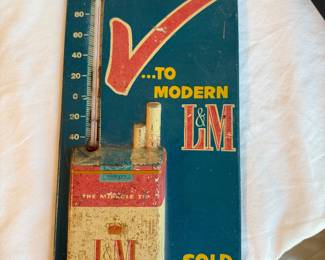 80
60
40
20
0
20
40
...TO
MODERN
L&M
THE MIRACLE TIP
L&M
SOLD